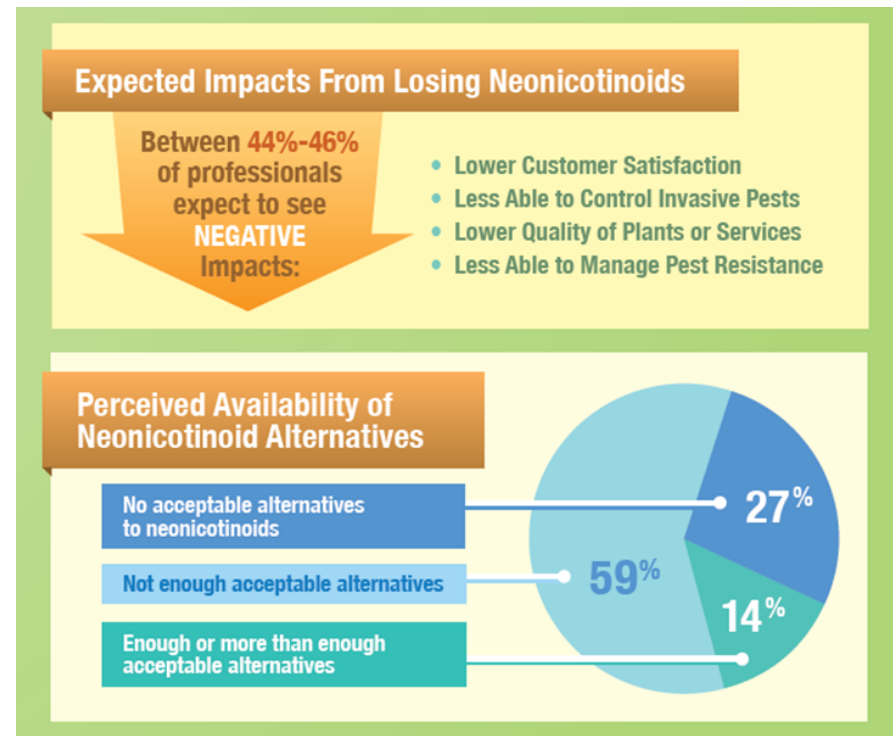 Expected Impacts From Losing Neonicotinoids
Between 44%-46%
of professionals
expect to see
NEGATIVE
Impacts:
• Lower Customer Satisfaction
• Less Able to Control Invasive Pests
• Lower Quality of Plants or Services
• Less Able to Manage Pest Resistance
Perceived Availability of
Neonicotinoid Alternatives
No acceptable alternatives
to neonicotinoids
27%
Not enough acceptable alternatives
59%
Enough or more than enough
acceptable alternatives
14%